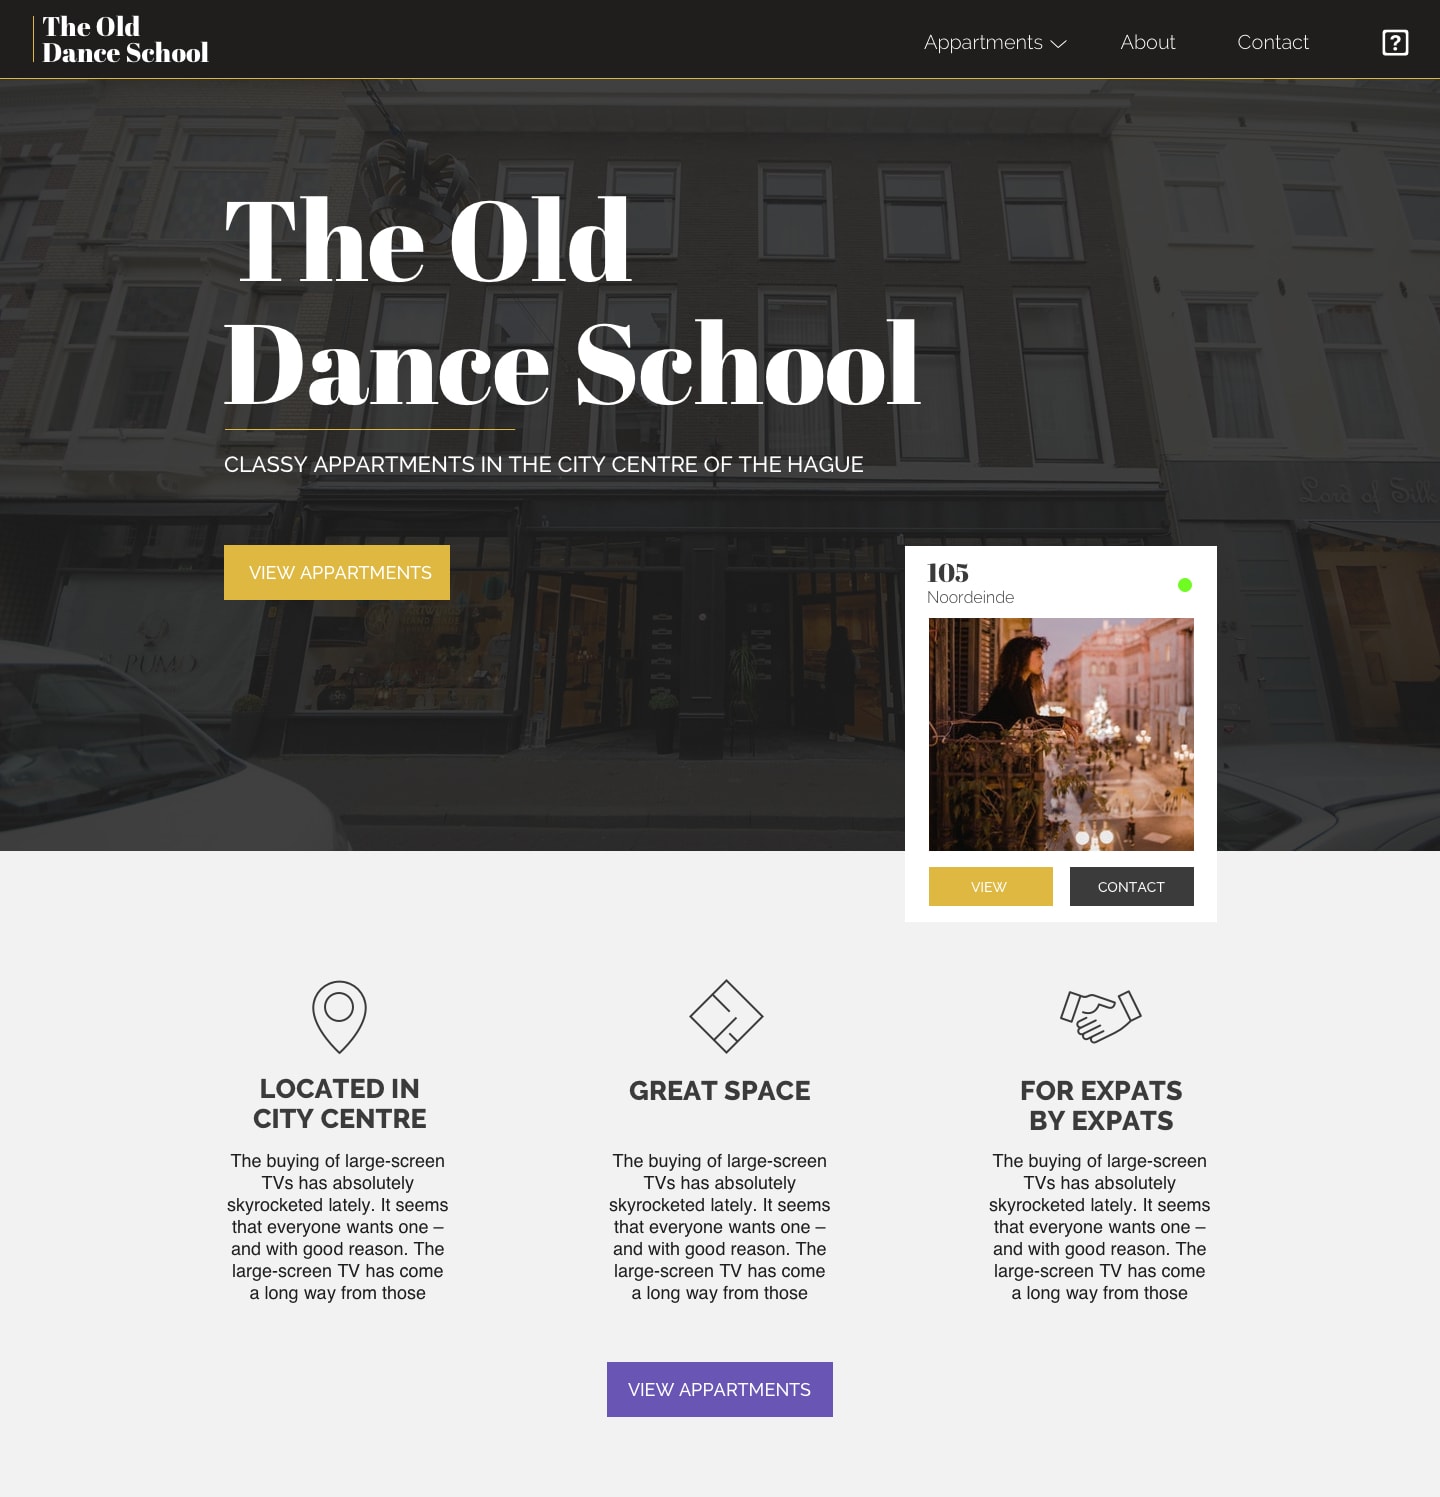 The Old
Dance School
Appartments
About
Contact
The Old
Dance School
CLASSY APPARTMENTS IN THE CITY CENTRE OF THE HAGUE
Lord of Silk
VIEW APPARTMENTS
105
Noordeinde
VIEW
CONTACT
LOCATED IN
CITY CENTRE
The buying of large-screen
TVs has absolutely
skyrocketed lately. It seems
that everyone wants one –
and with good reason. The
large-screen TV has come
a long way from those
GREAT SPACE
The buying of large-screen
TVs has absolutely
skyrocketed lately. It seems
that everyone wants one –
and with good reason. The
large-screen TV has come
a long way from those
FOR EXPATS
BY EXPATS
The buying of large-screen
TVs has absolutely
skyrocketed lately. It seems
that everyone wants one –
and with good reason. The
large-screen TV has come
a long way from those
VIEW APPARTMENTS